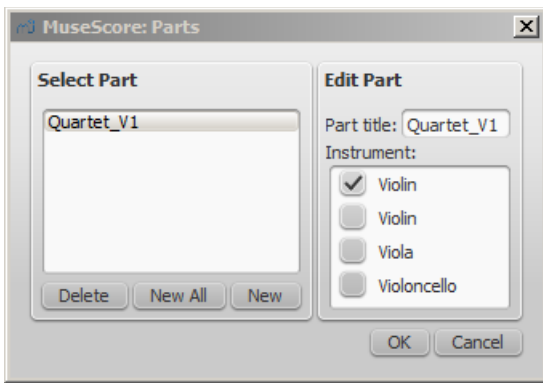 MuseScore: Parts
Select Part
Quartet_V1
Delete
New All
New
Edit Part
Part title: Quartet_V1
Instrument:
Violin
Violin
Viola
Violoncello
OK
Cancel